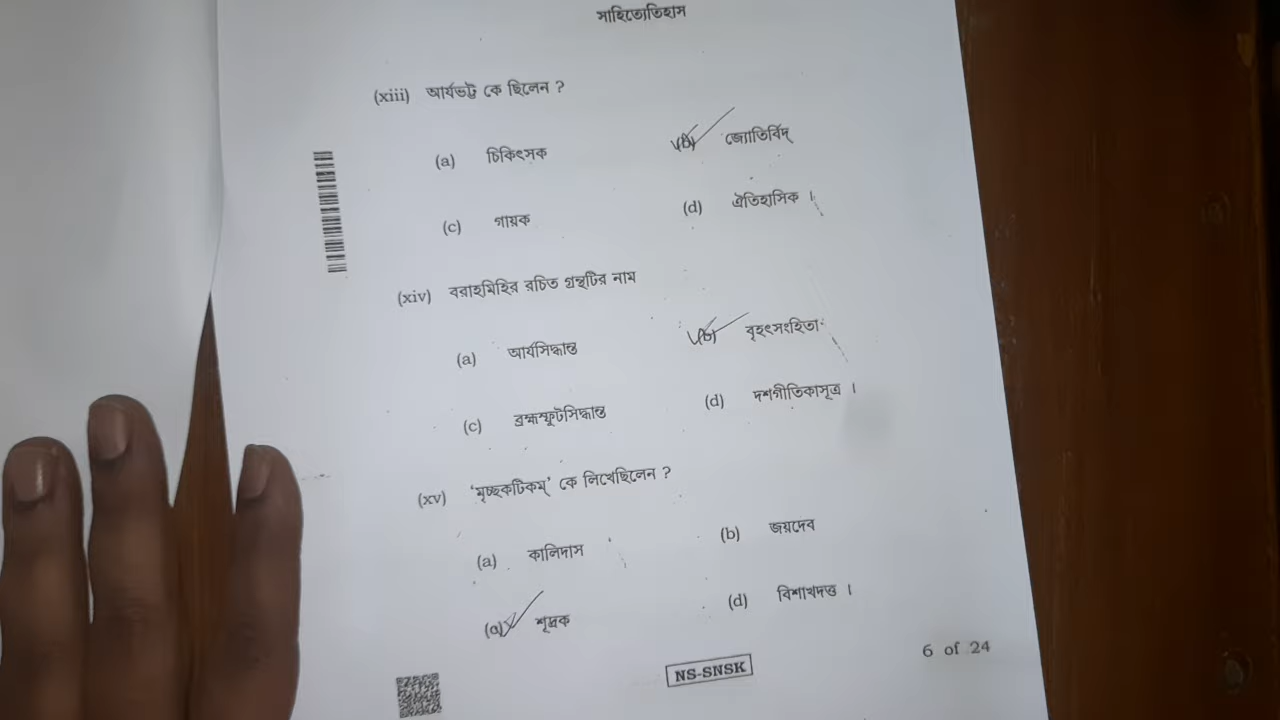 সাহিত্যেতিহাস
(xiii) আর্যভট্ট কে ছিলেন ?
(a) চিকিৎসক (b) জ্যোতির্বিদ্
(c) গায়ক (d) ঐতিহাসিক ।
(xiv) বরাহমিহির রচিত গ্রন্থটির নাম
(a) আর্যসিদ্ধান্ত (b) বৃহৎসংহিতা
(c) ব্রহ্মস্ফুটসিদ্ধান্ত (d) দশগীতিকাসূত্র ।
(xv) 'মৃচ্ছকটিকম্' কে লিখেছিলেন ?
(a) কালিদাস (b) জয়দেব
(c) শূদ্রক (d) বিশাখদত্ত ।
NS-SNSK 6 of 24